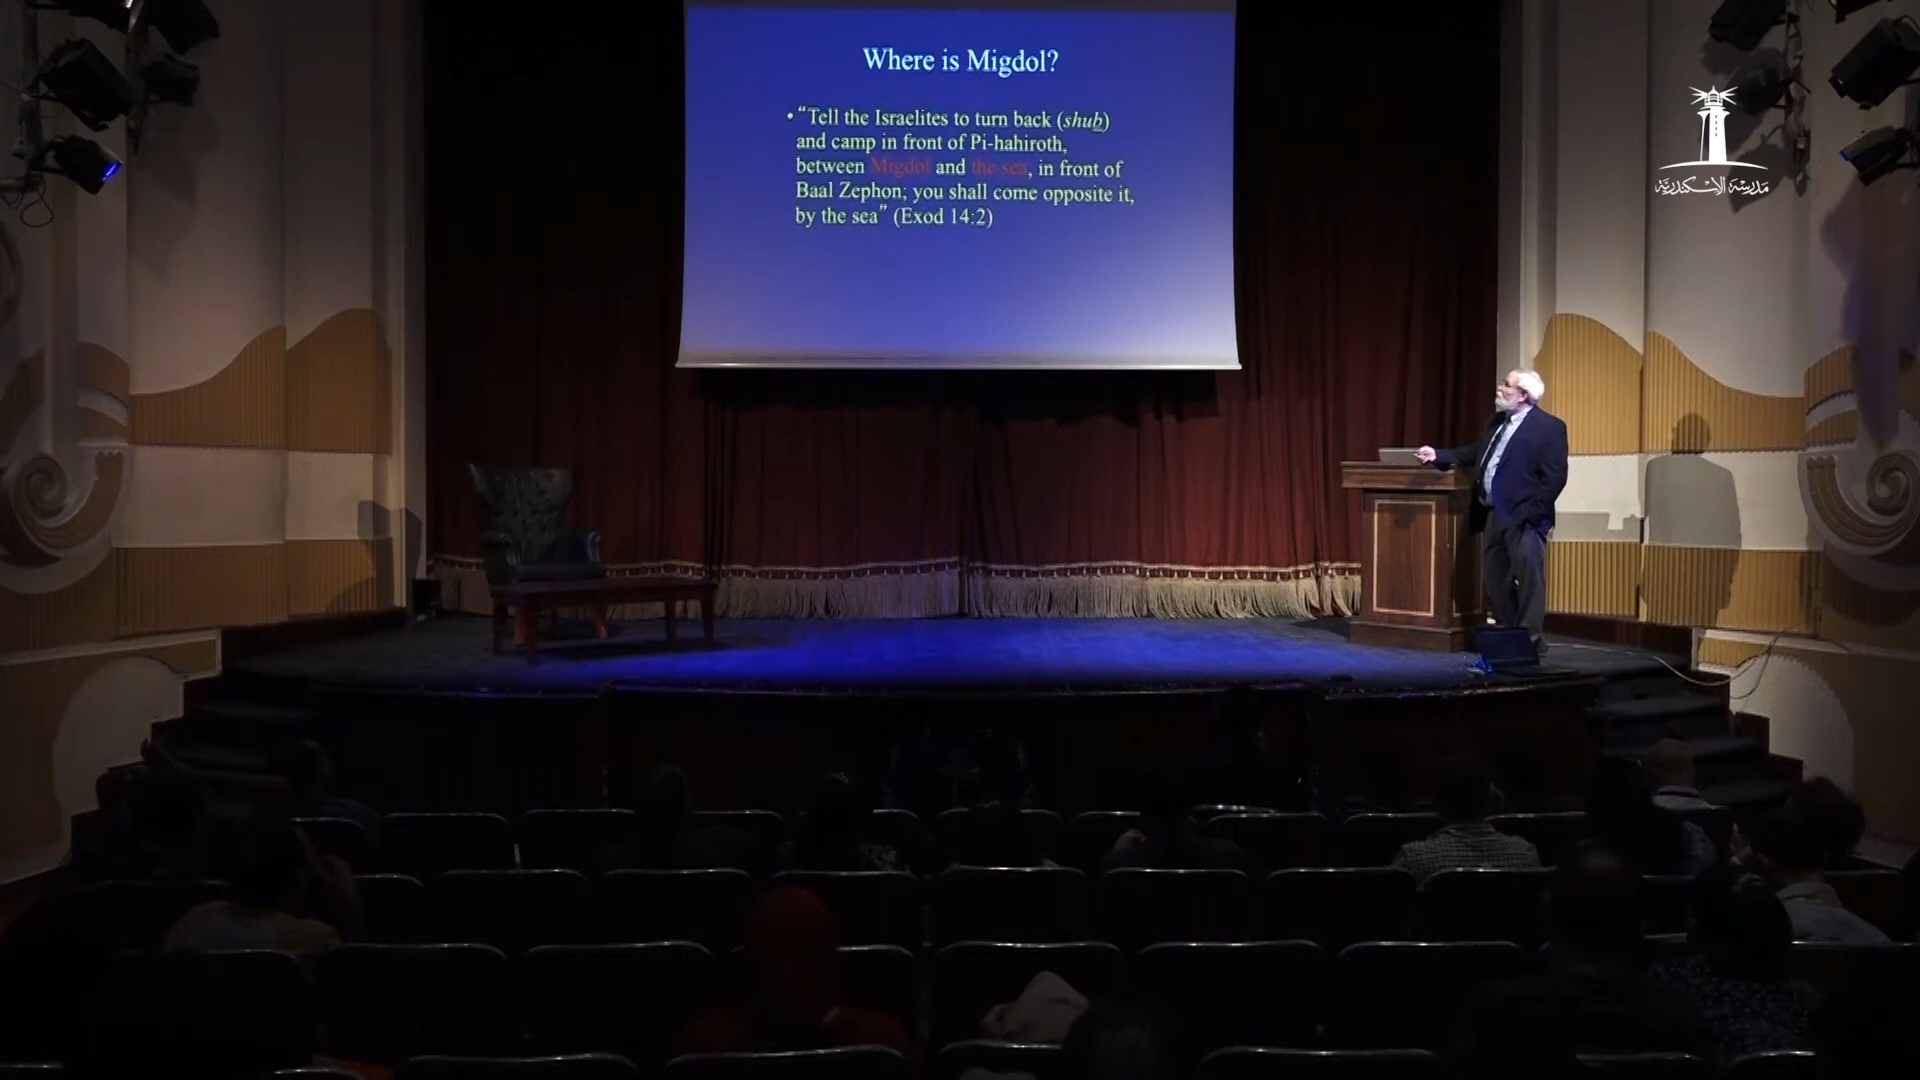 Where is Migdol?
• “Tell the Israelites to turn back (shub)
and camp in front of Pi-hahiroth,
between Migdol and the sea, in front of
Baal Zephon; you shall come opposite it,
by the sea” (Exod 14:2)
مدرسة الإسكندرية